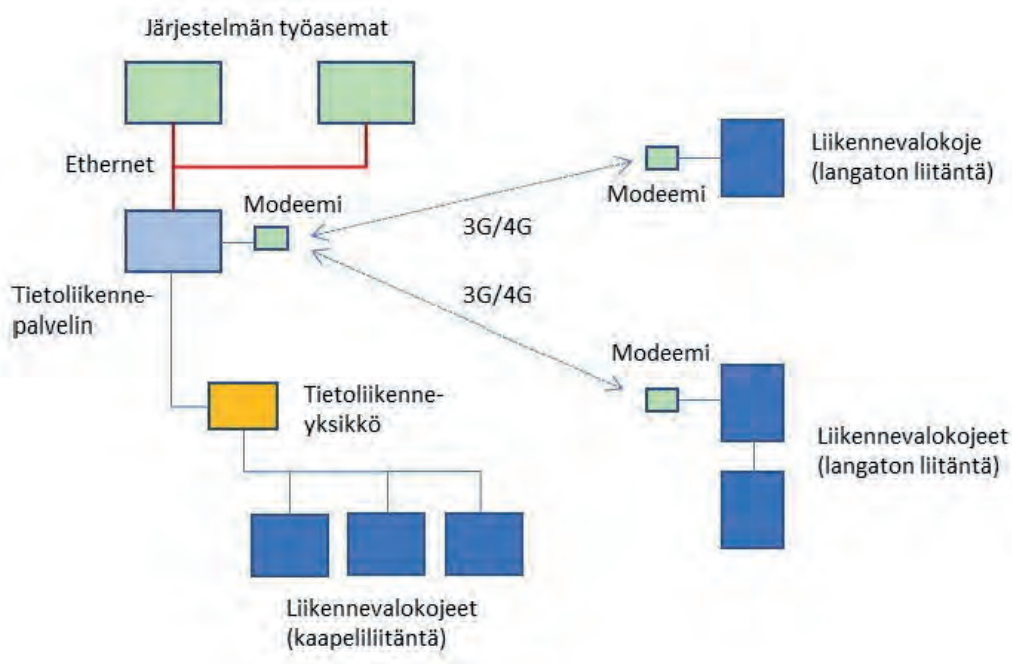 Järjestelmän työasemat
Ethernet
Modeemi
Liikennevalokoje
(langaton liitäntä)
Modeemi
3G/4G
3G/4G
Tietoliikenne-
palvelin
Modeemi
Tietoliikenne-
yksikkö
Liikennevalokojeet
(langaton liitäntä)
Liikennevalokojeet
(kaapeliliitäntä)